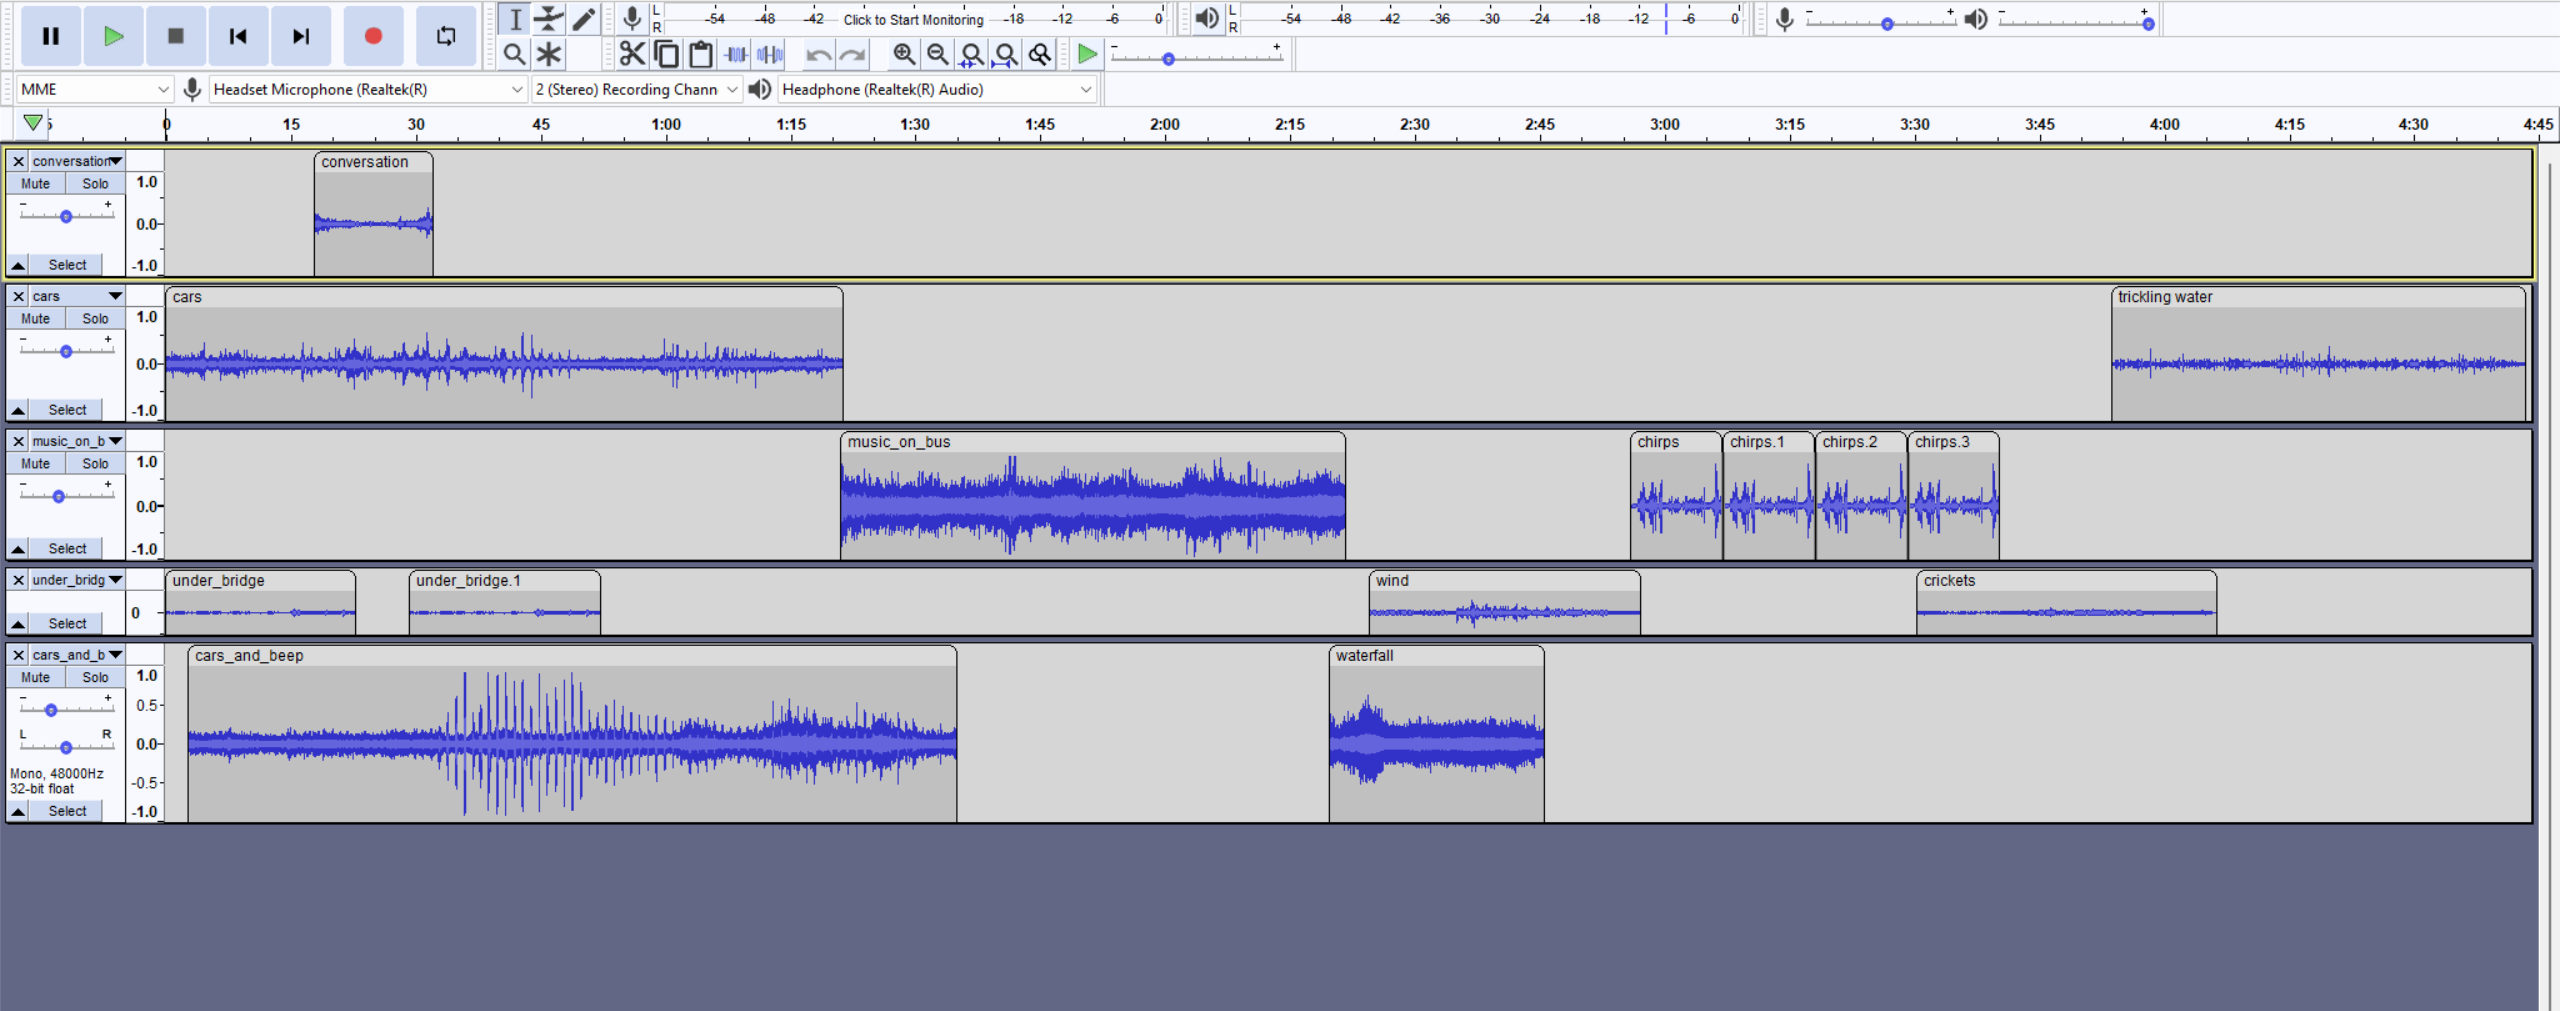 L -54 -48 -42 Click to Start Monitoring -18 -12 -6 0 L -54 -48 -42 -36 -30 -24 -18 -12 -6 0 - + - +
R R
- +
MME Headset Microphone (Realtek(R) 2 (Stereo) Recording Chann Headphone (Realtek(R) Audio)
0 15 30 45 1:00 1:15 1:30 1:45 2:00 2:15 2:30 2:45 3:00 3:15 3:30 3:45 4:00 4:15 4:30 4:45
conversation conversation
Mute Solo 1.0
- +
0.0
Select -1.0
cars cars trickling water
Mute Solo 1.0
- +
0.0
Select -1.0
music_on_b music_on_bus chirps chirps.1 chirps.2 chirps.3
Mute Solo 1.0
- +
0.0
Select -1.0
under_bridg under_bridge under_bridge.1 wind crickets
0
Select
cars_and_b cars_and_beep waterfall
Mute Solo 1.0
- + 0.5
L R
0.0
Mono, 48000Hz
32-bit float -0.5
Select -1.0